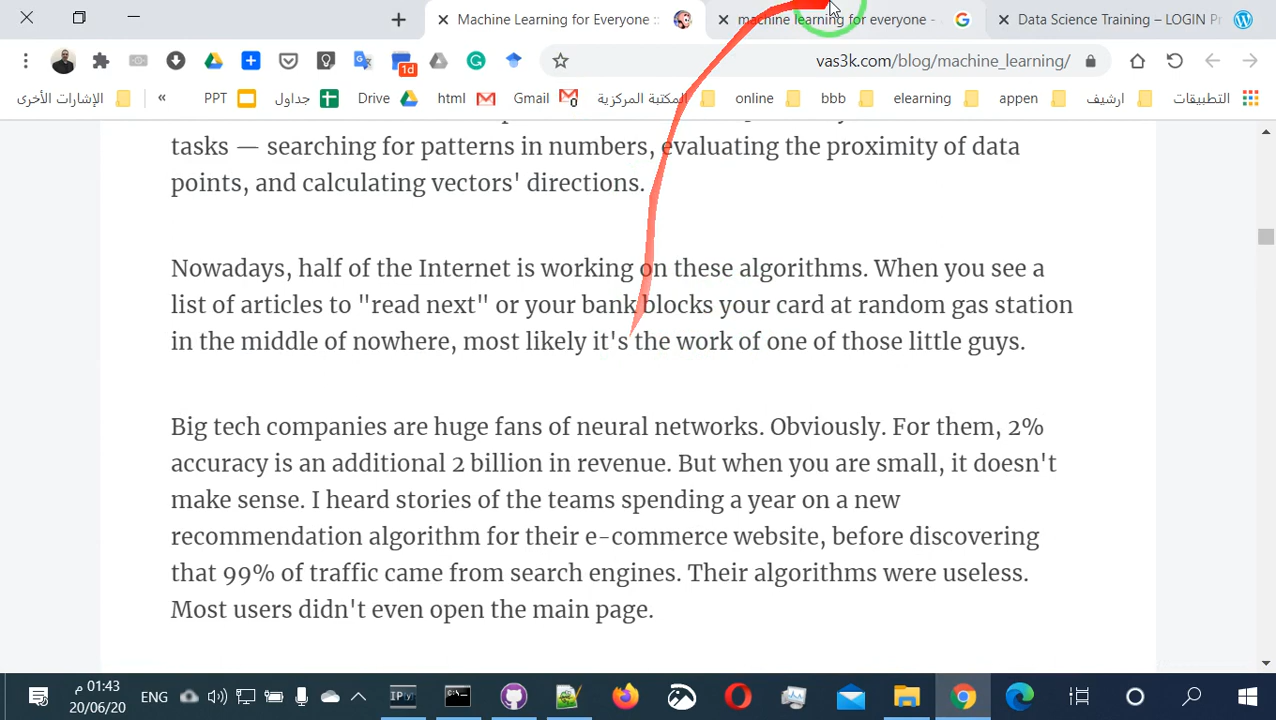 Machine Learning for Everyone ::
machine learning for everyone -
Data Science Training – LOGIN Pr
1d
vas3k.com/blog/machine_learning/
الإشارات الأخرى
«
PPT
جداول
Drive
html
Gmail
المكتبة المركزية
online
bbb
elearning
appen
ارشيف
التطبيقات
tasks — searching for patterns in numbers, evaluating the proximity of data
points, and calculating vectors' directions.
Nowadays, half of the Internet is working on these algorithms. When you see a
list of articles to "read next" or your bank blocks your card at random gas station
in the middle of nowhere, most likely it's the work of one of those little guys.
Big tech companies are huge fans of neural networks. Obviously. For them, 2%
accuracy is an additional 2 billion in revenue. But when you are small, it doesn't
make sense. I heard stories of the teams spending a year on a new
recommendation algorithm for their e-commerce website, before discovering
that 99% of traffic came from search engines. Their algorithms were useless.
Most users didn't even open the main page.
01:43 م
20/06/20
ENG
IP[y]